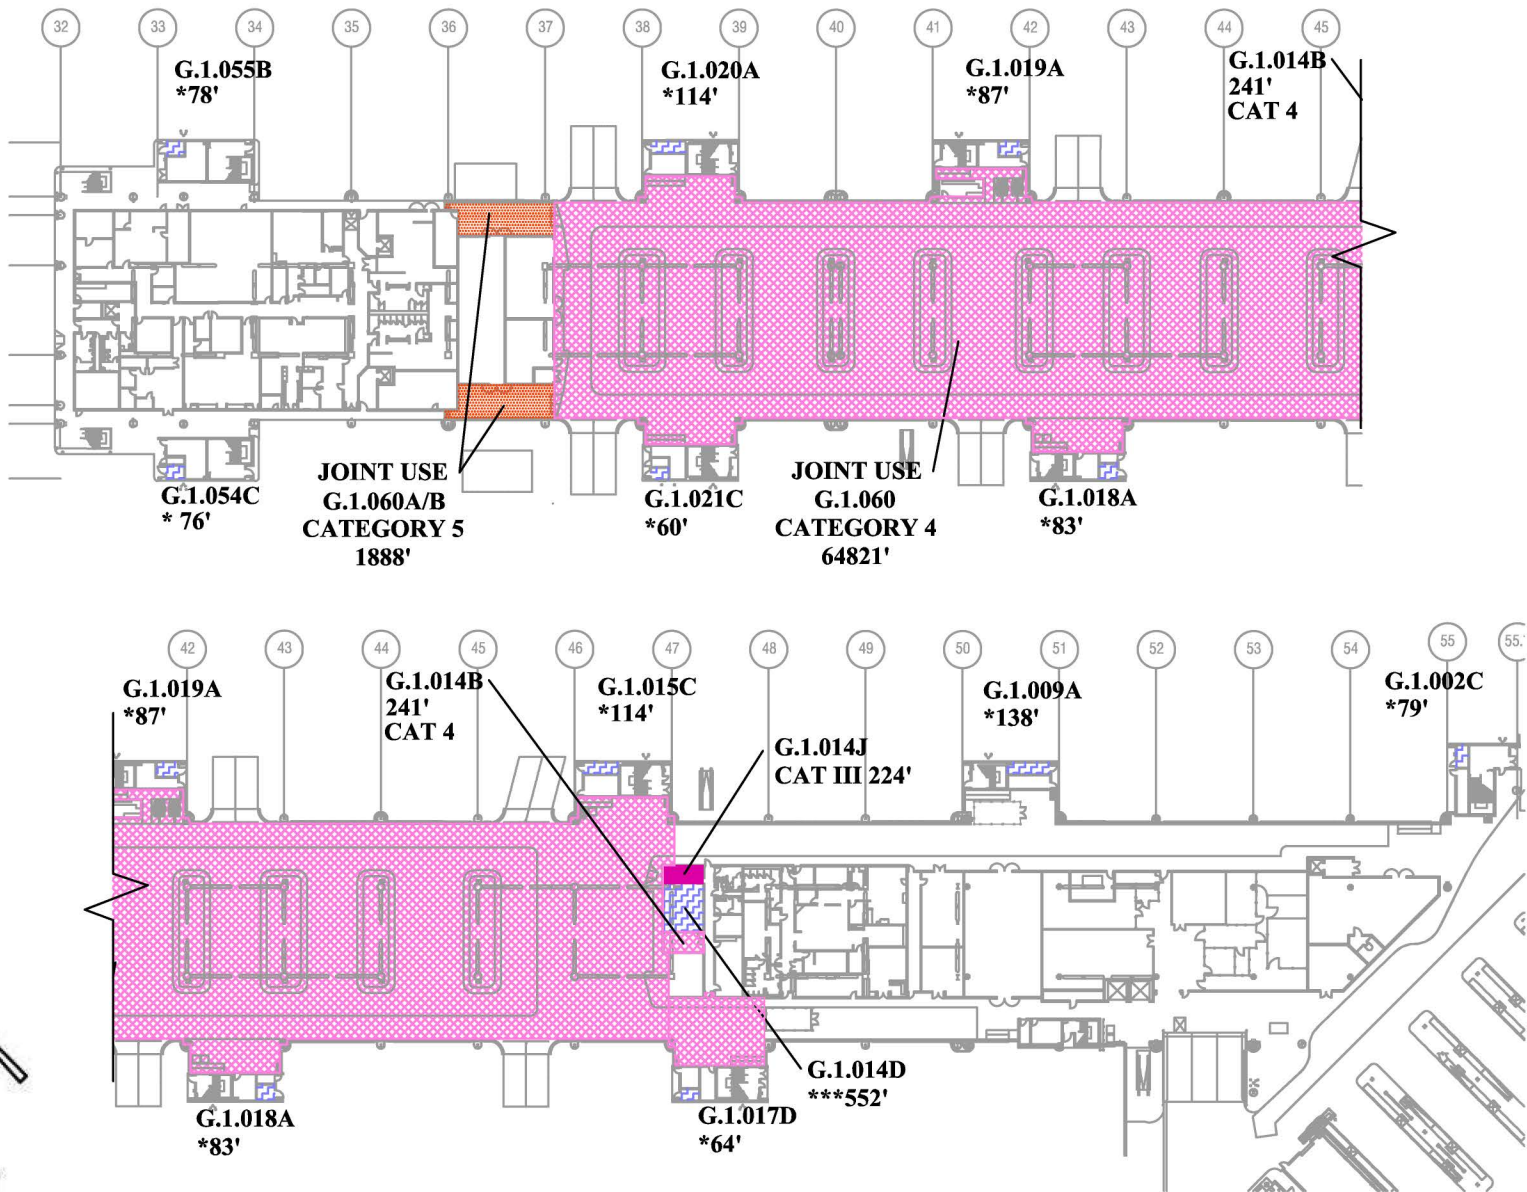 32 33 34 35 36 37 38 39 40 41 42 43 44 45
G.1.055B
*78'
G.1.020A
*114'
G.1.019A
*87'
G.1.014B
241'
CAT 4
G.1.054C
* 76'
JOINT USE
G.1.060A/B
CATEGORY 5
1888'
G.1.021C
*60'
JOINT USE
G.1.060
CATEGORY 4
64821'
G.1.018A
*83'
42 43 44 45 46 47 48 49 50 51 52 53 54 55 55.
G.1.019A
*87'
G.1.014B
241'
CAT 4
G.1.015C
*114'
G.1.014J
CAT III 224'
G.1.009A
*138'
G.1.002C
*79'
G.1.018A
*83'
G.1.017D
*64'
G.1.014D
***552'